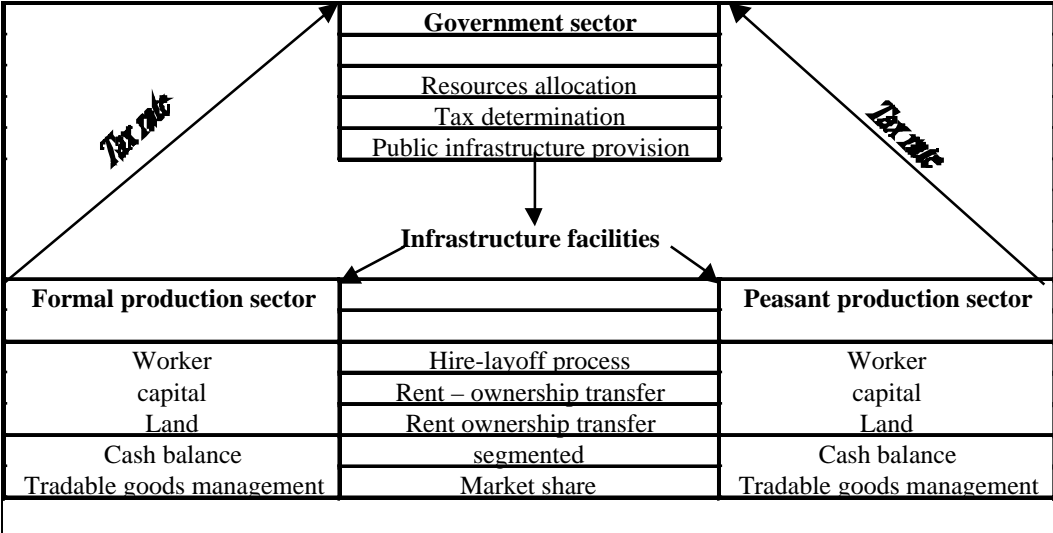 Government sector
Resources allocation
Tax determination
Public infrastructure provision
Tax rate
Tax rate
Infrastructure facilities
Formal production sector
Peasant production sector
Worker
Hire-layoff process
Worker
capital
Rent – ownership transfer
capital
Land
Rent ownership transfer
Land
Cash balance
segmented
Cash balance
Tradable goods management
Market share
Tradable goods management